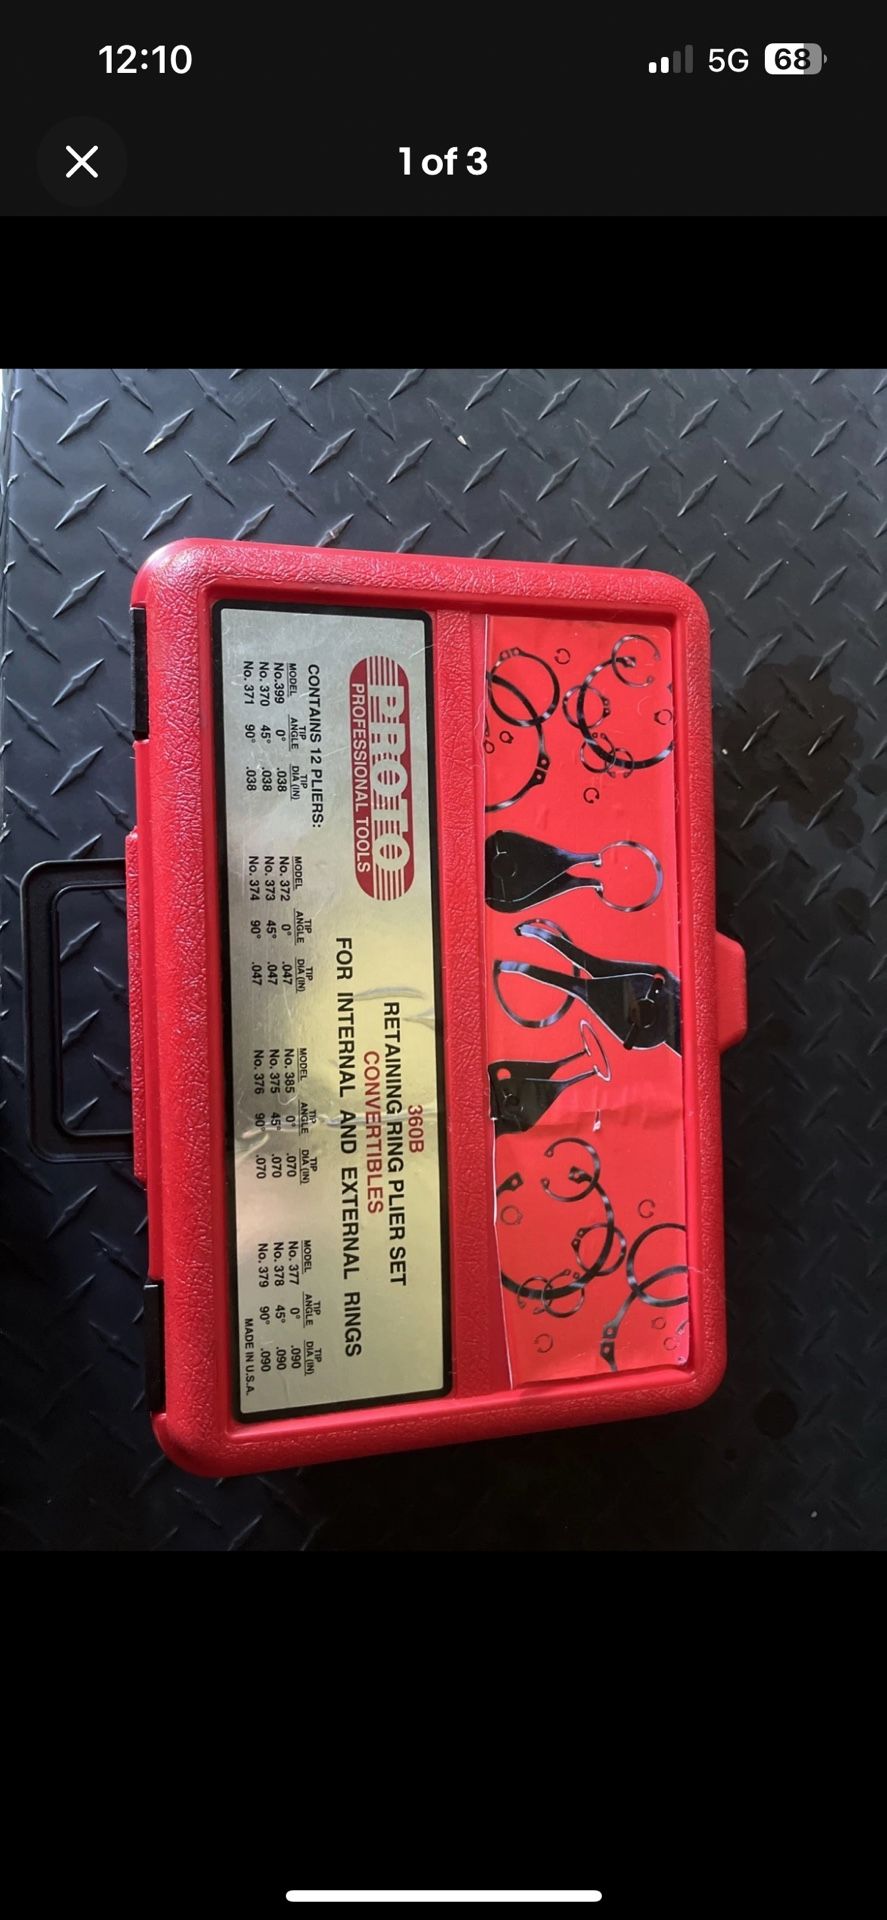 12:10
5G
68
1 of 3
PROTO
PROFESSIONAL TOOLS
360B
RETAINING RING PLIER SET
CONVERTIBLES
FOR INTERNAL AND EXTERNAL RINGS
CONTAINS 12 PLIERS:
MODEL TIP ANGLE TIP DIA (IN)
No.399 0° .038
No. 370 45° .038
No. 371 90° .038
MODEL TIP ANGLE TIP DIA (IN)
No. 372 0° .047
No. 373 45° .047
No. 374 90° .047
MODEL TIP ANGLE TIP DIA (IN)
No. 385 0° .070
No. 375 45° .070
No. 376 90° .070
MODEL TIP ANGLE TIP DIA (IN)
No. 377 0° .090
No. 378 45° .090
No. 379 90° .090
MADE IN U.S.A.